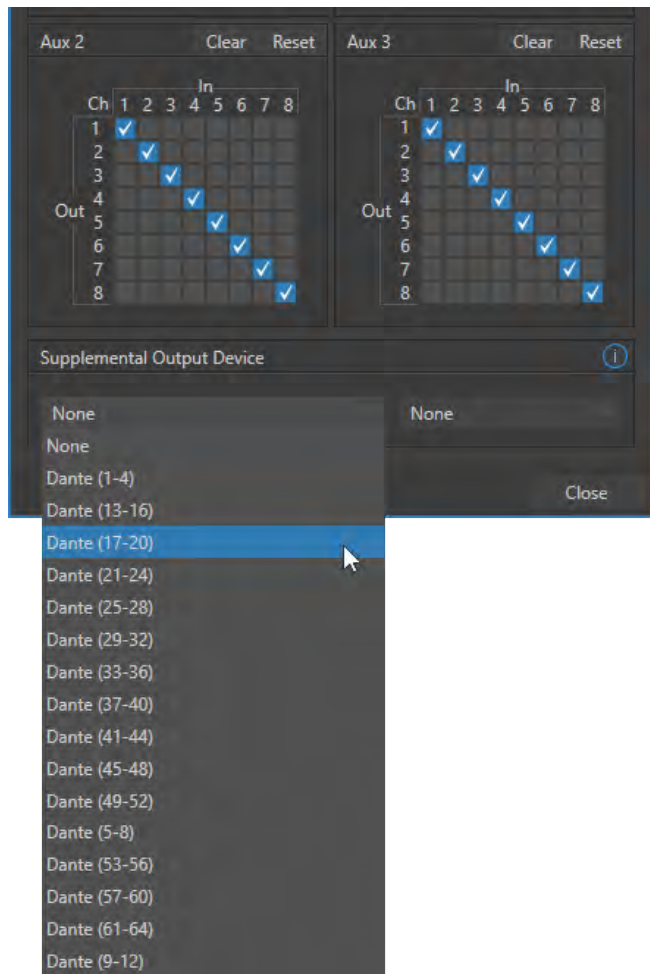 Aux 2 Clear Reset
In
Ch 1 2 3 4 5 6 7 8
1
2
3
Out 4
5
6
7
8
Aux 3 Clear Reset
In
Ch 1 2 3 4 5 6 7 8
1
2
3
Out 4
5
6
7
8
Supplemental Output Device i
None None
None
Dante (1-4)
Dante (13-16)
Dante (17-20)
Dante (21-24)
Dante (25-28)
Dante (29-32)
Dante (33-36)
Dante (37-40)
Dante (41-44)
Dante (45-48)
Dante (49-52)
Dante (5-8)
Dante (53-56)
Dante (57-60)
Dante (61-64)
Dante (9-12)
Close